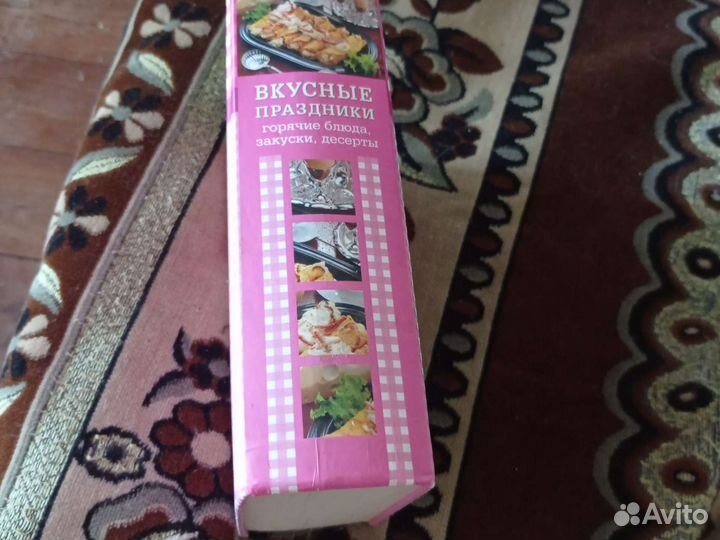 ВКУСНЫЕ
ПРАЗДНИКИ
горячие блюда,
закуски, десерты
Avito